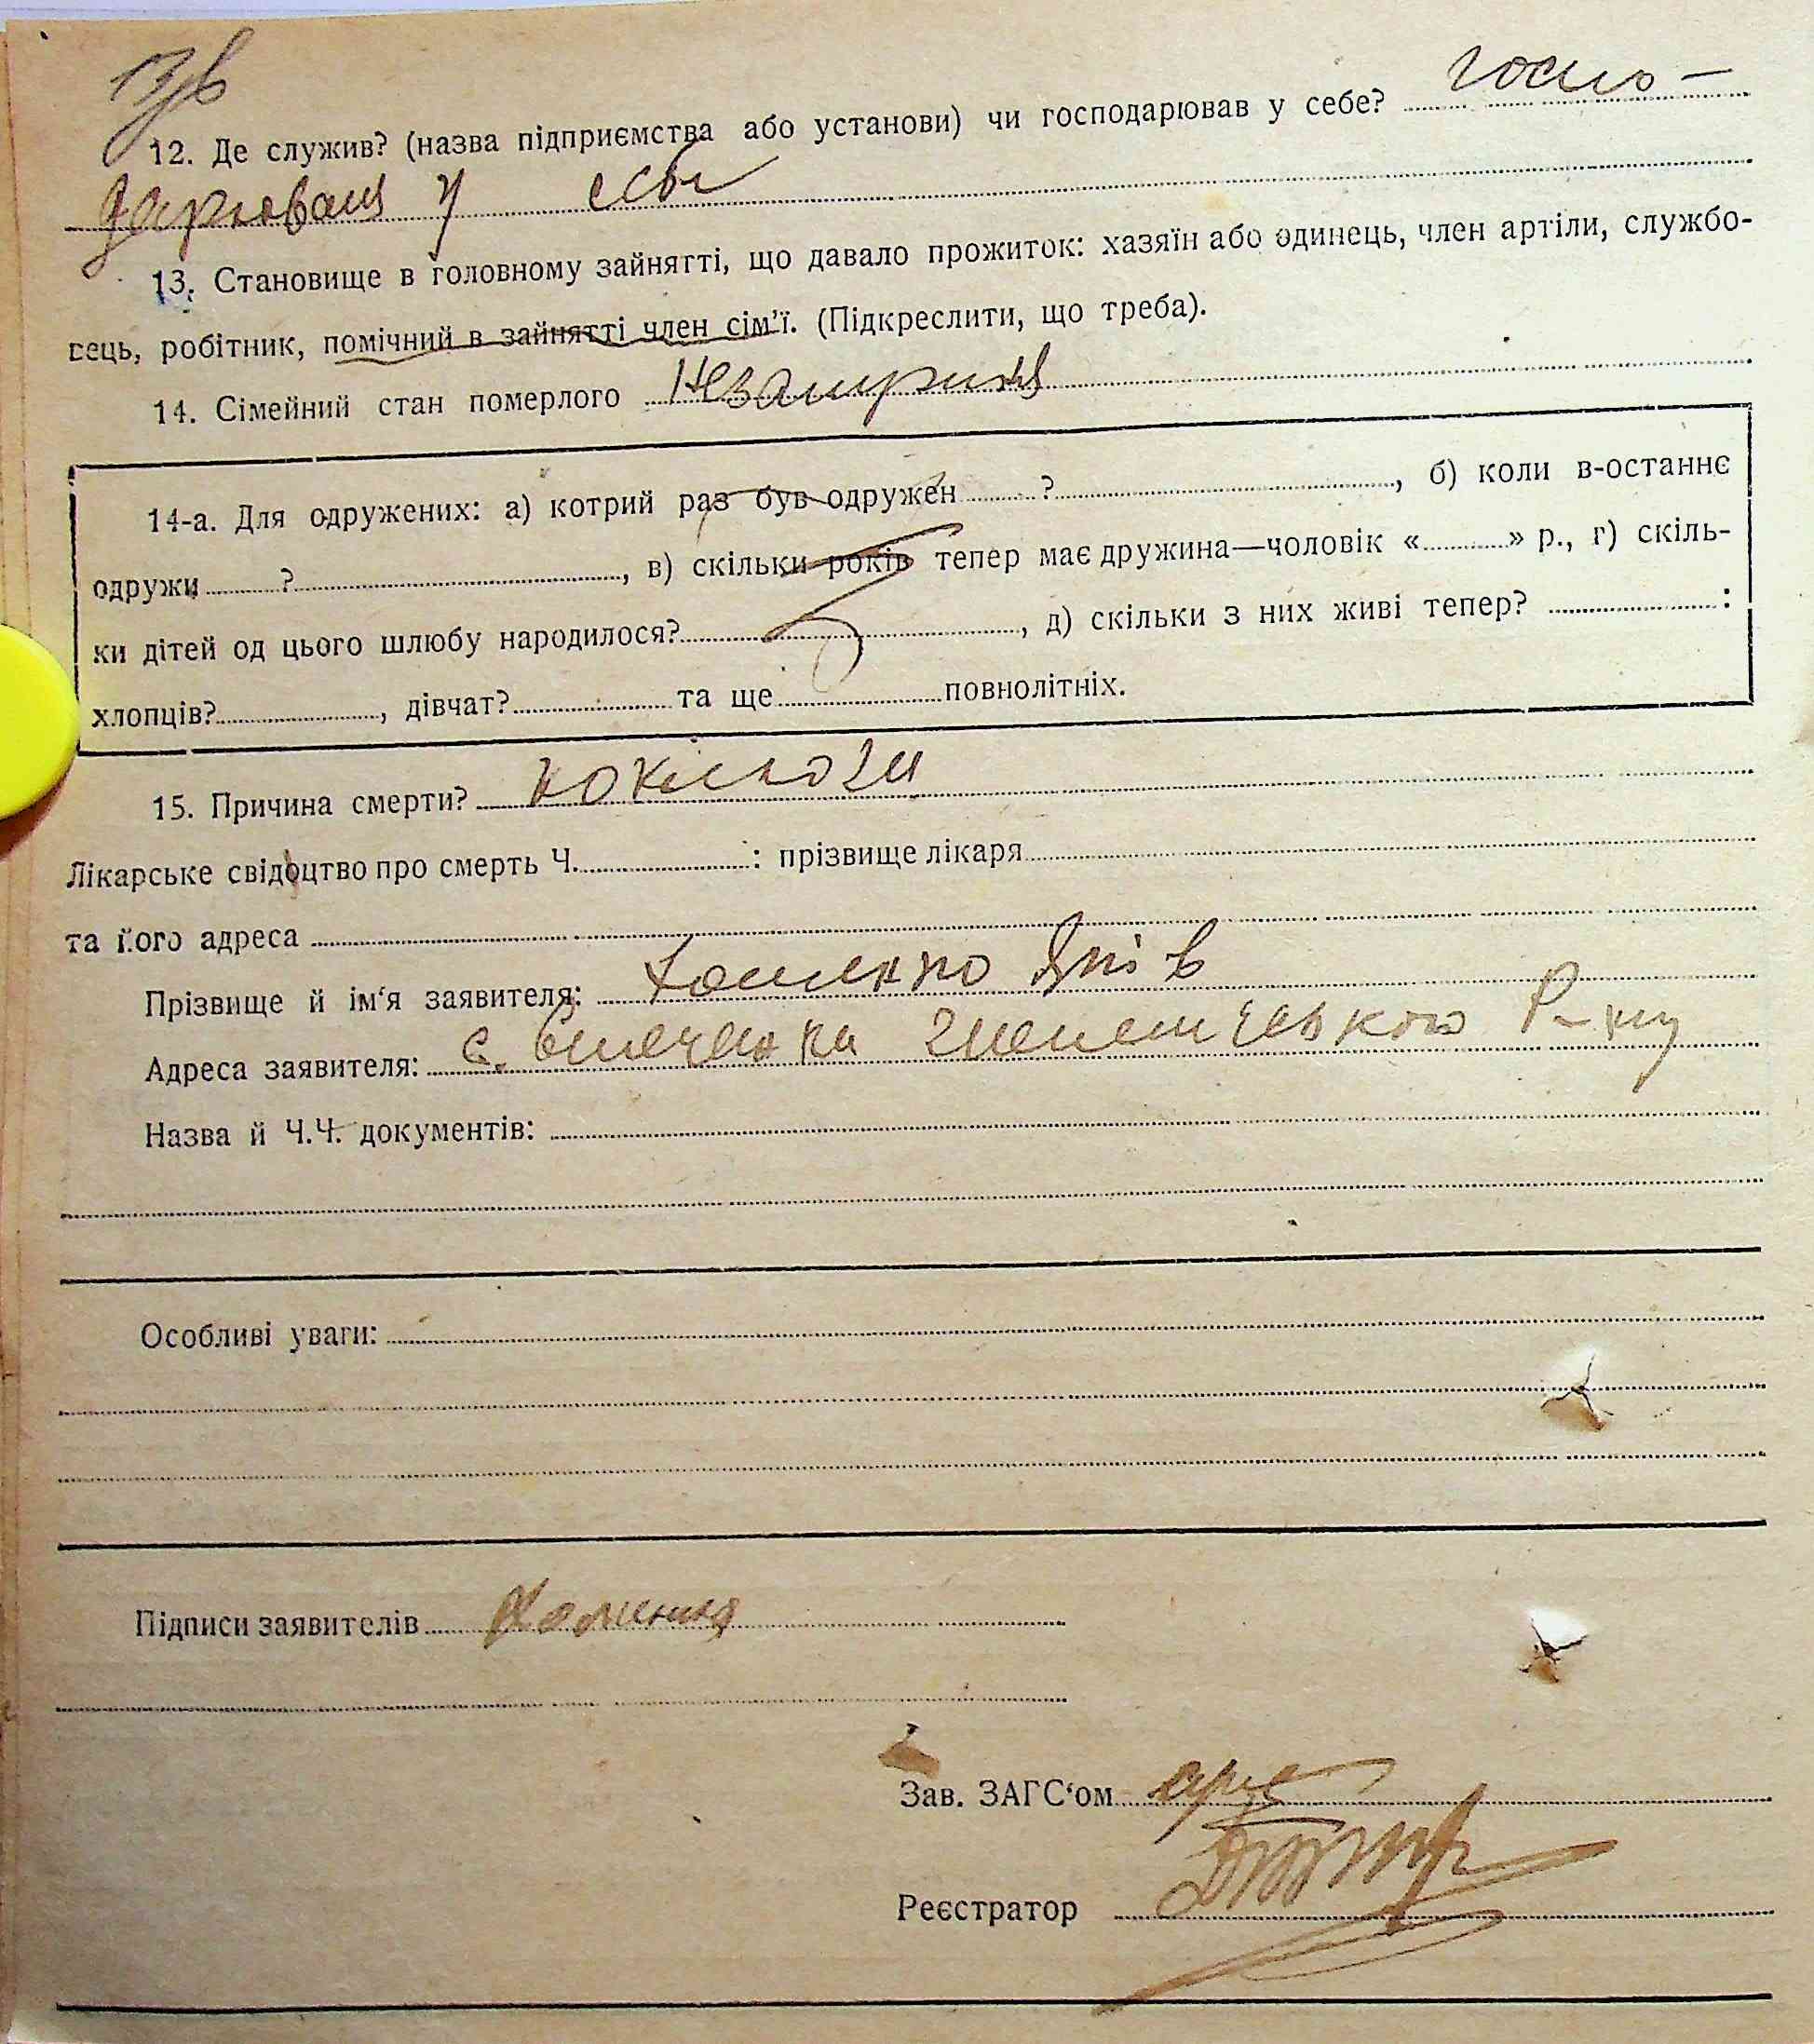 12. Де служив? (назва підприємства або установи) чи господарював у себе? госпо-
дарював у себе
13. Становище в головному зайнятті, що давало прожиток: хазяїн або одинець, член артіли, службо-
вець, робітник, помічний в зайнятті член сім'ї. (Підкреслити, що треба).
14. Сімейний стан померлого
14-а. Для одружених: а) котрий раз був одружен ? , б) коли в-останнє
одружи ? , в) скільки років тепер має дружина—чоловік « » р., г) скіль-
ки дітей од цього шлюбу народилося? , д) скільки з них живі тепер? :
хлопців? , дівчат? та ще повнолітніх.
15. Причина смерти?
Лікарське свідоцтво про смерть Ч. : прізвище лікаря
та його адреса
Прізвище й ім'я заявителя: Яків
Адреса заявителя: с. р-ну
Назва й Ч.Ч. документів:
Особливі уваги:
Підписи заявителів
Зав. ЗАГС'ом
Реєстратор